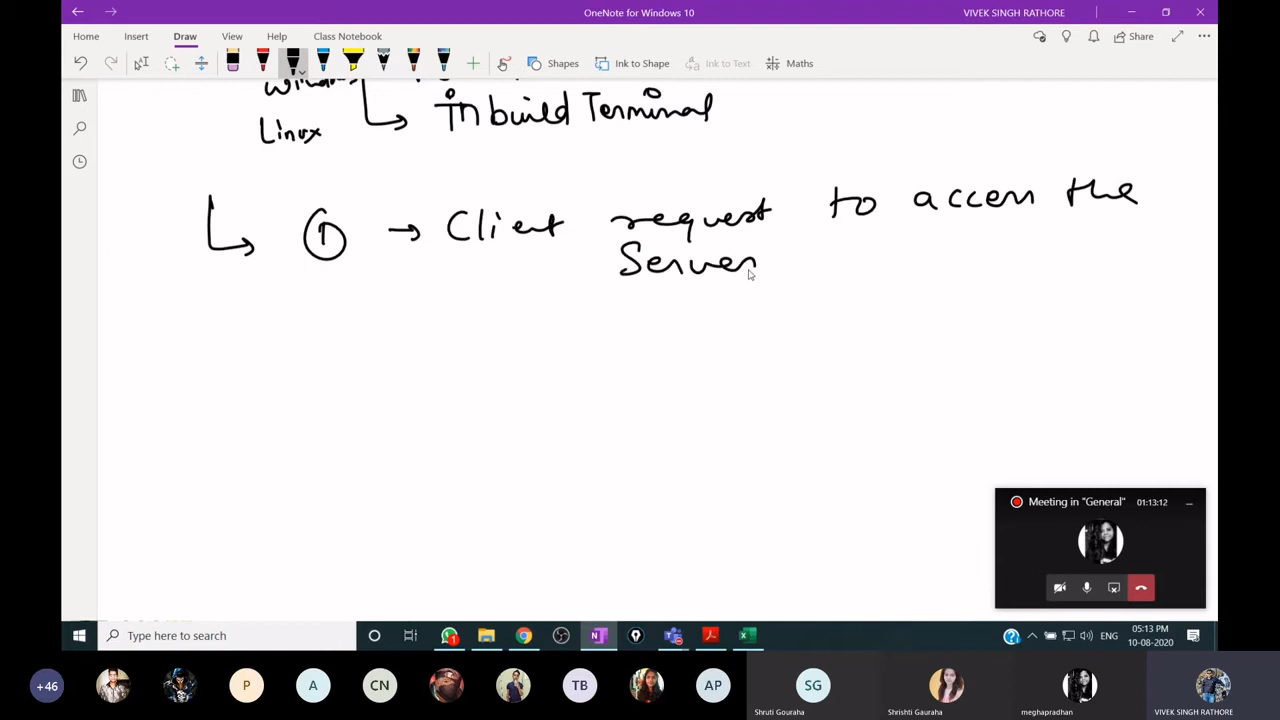 OneNote for Windows 10
VIVEK SINGH RATHORE
Home Insert Draw View Help Class Notebook
Share
Shapes Ink to Shape Ink to Text Maths
Linux
Inbuild Terminal
1 → Client request to access the
Server
Meeting in "General" 01:13:12
Type here to search
1
ENG
05:13 PM
10-08-2020
+46 P A CN TB AP SG
Shruti Gouraha Shrishti Gauraha meghapradhan VIVEK SINGH RATHORE